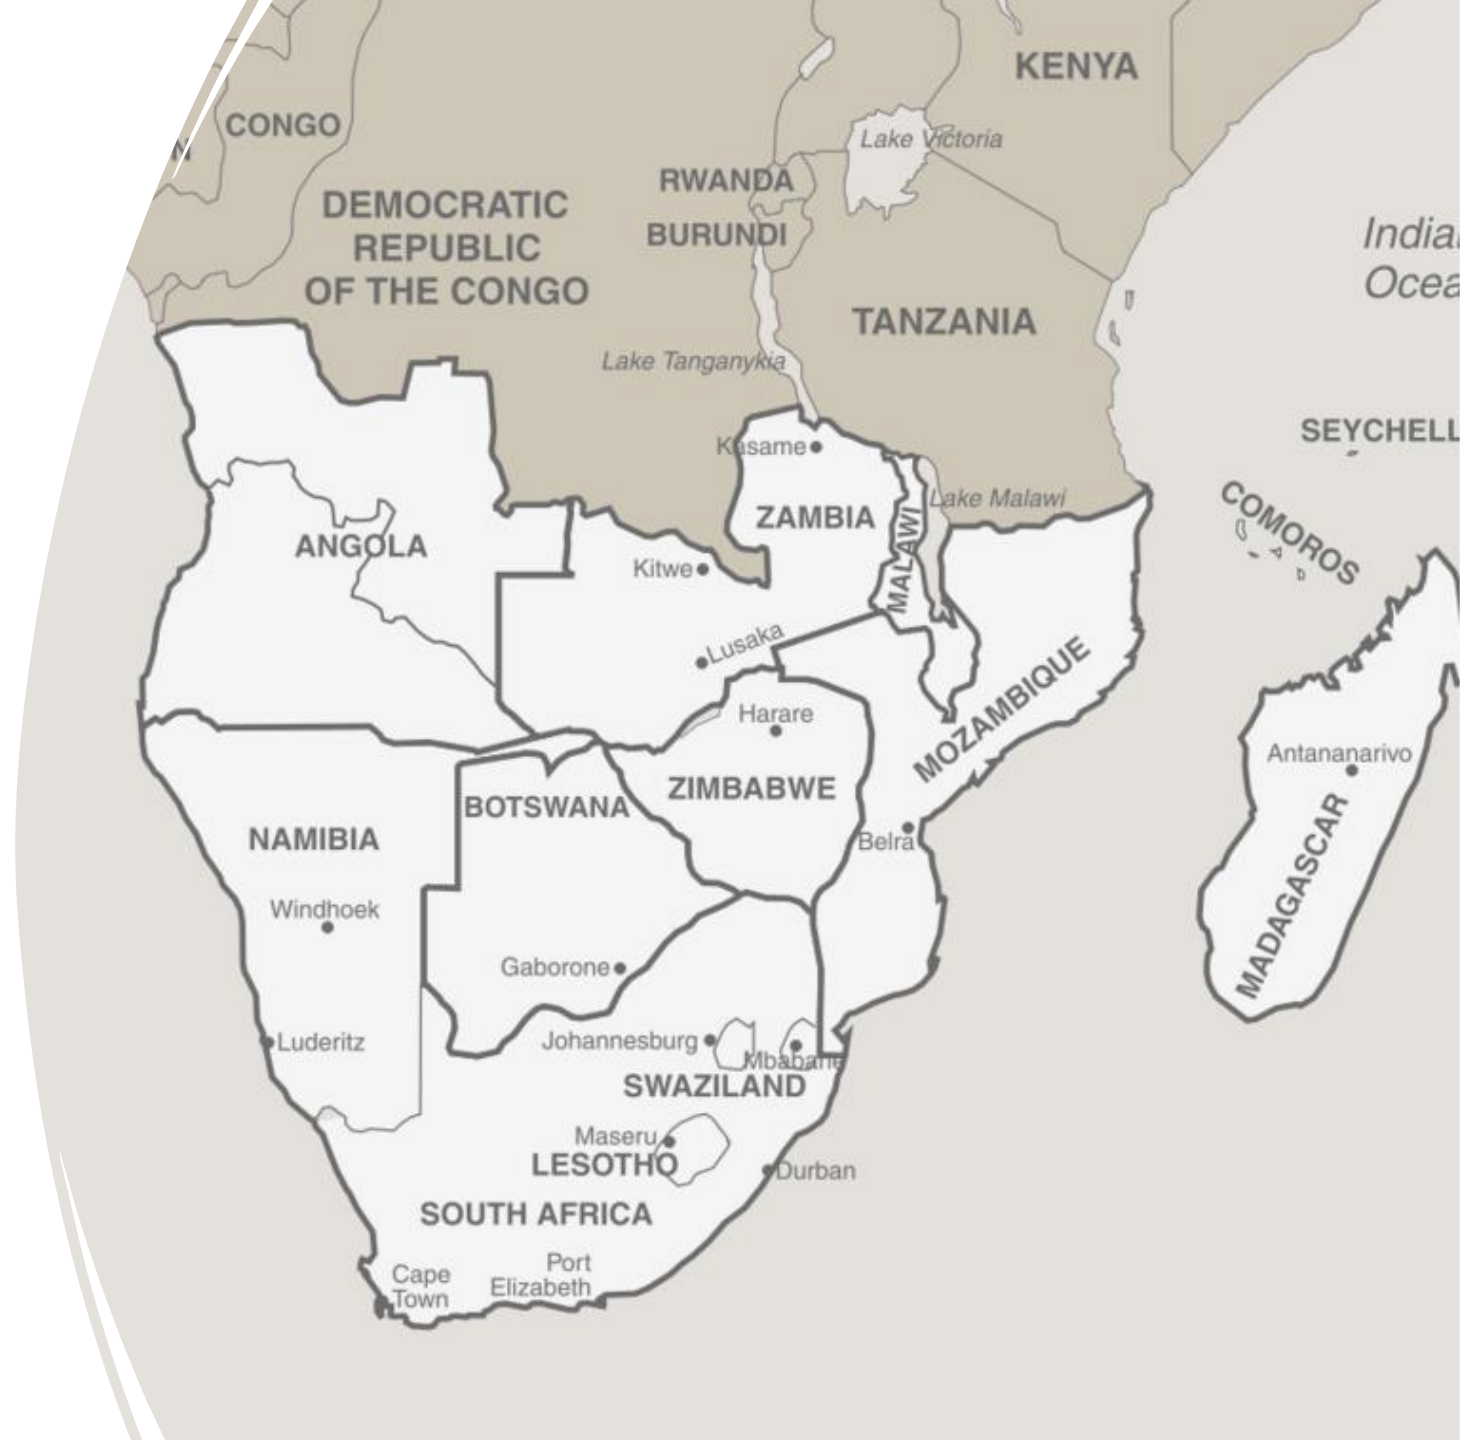 KENYA
CONGO
N
Lake Victoria
RWANDA
DEMOCRATIC
REPUBLIC
OF THE CONGO
BURUNDI
India
Ocea
TANZANIA
Lake Tanganykia
SEYCHELL
Kasame
Lake Malawi
COMOROS
ZAMBIA
MALAWI
ANGOLA
Kitwe
Lusaka
MOZAMBIQUE
Harare
Antananarivo
ZIMBABWE
BOTSWANA
NAMIBIA
Belra
MADAGASCAR
Windhoek
Gaborone
Luderitz
Johannesburg
Mbabane
SWAZILAND
Maseru
LESOTHO
Durban
SOUTH AFRICA
Cape
Town
Port
Elizabeth